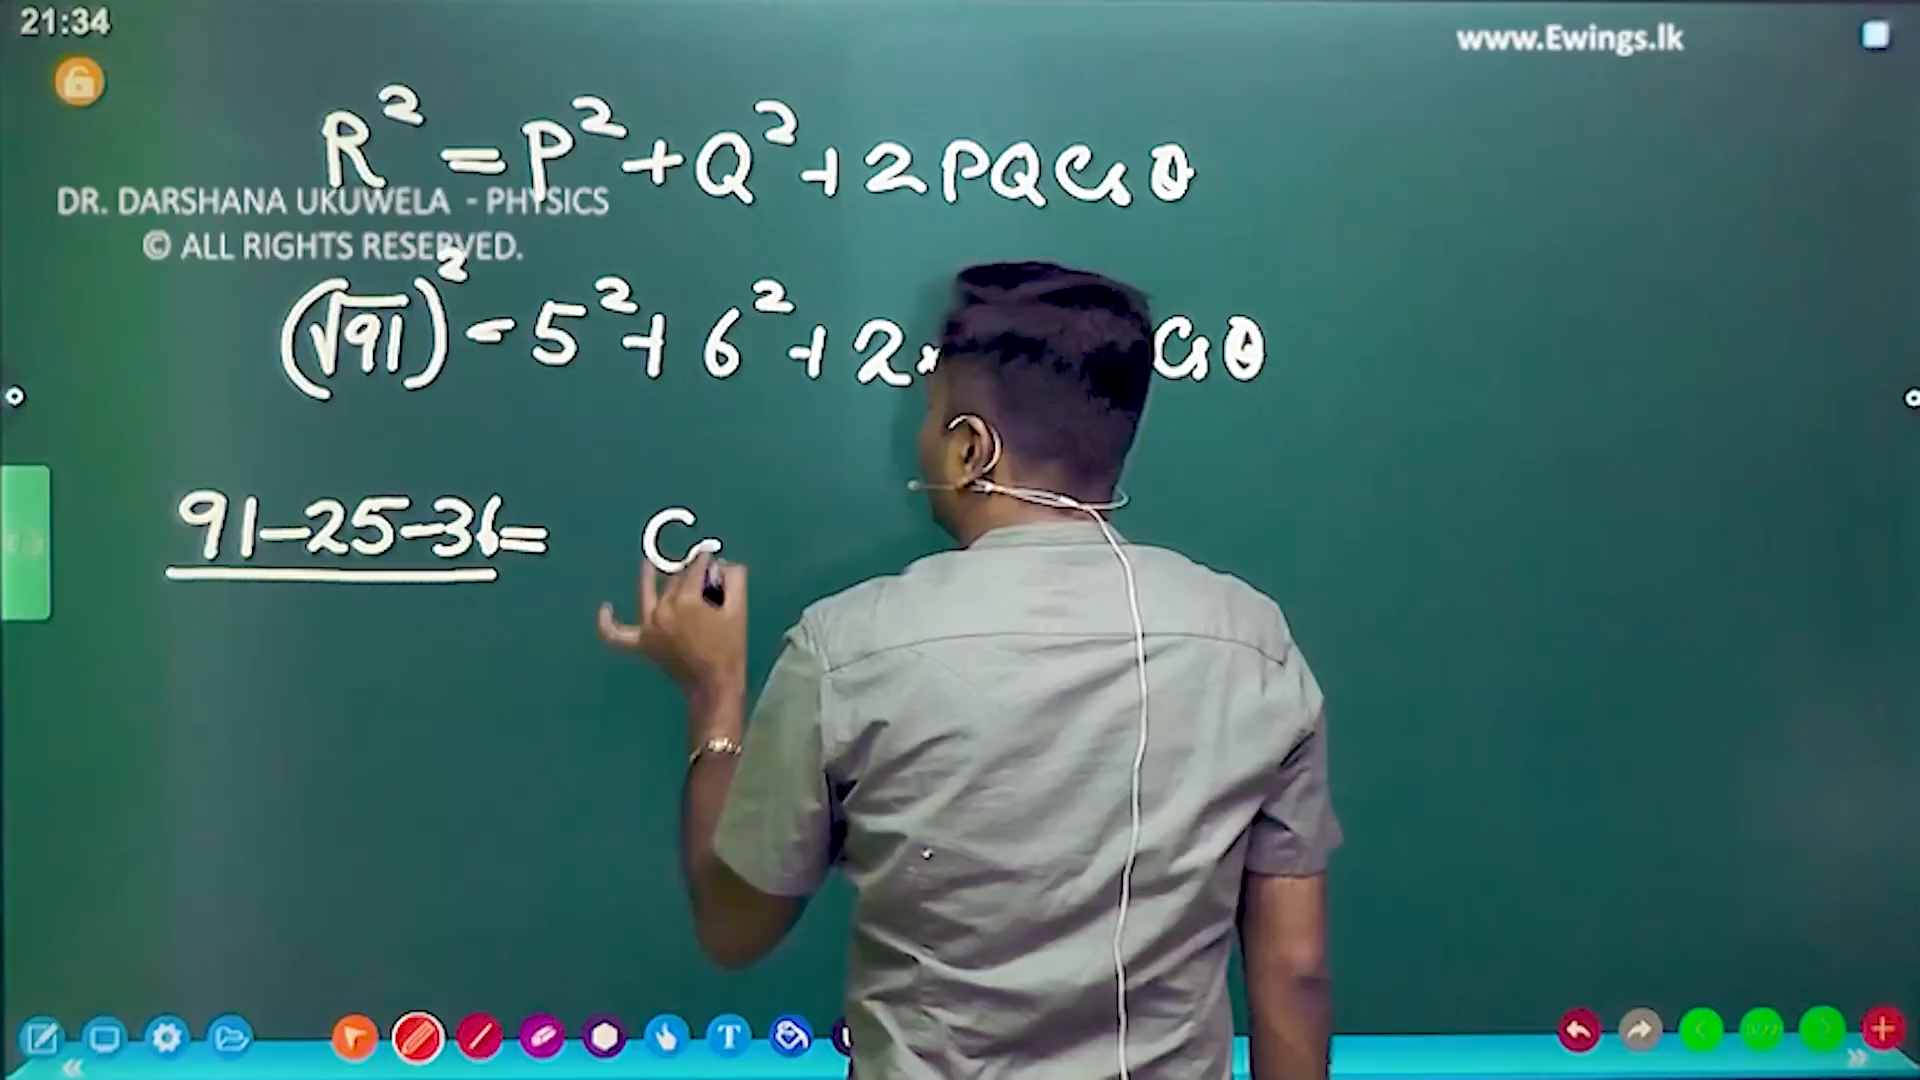 21:34
www.Ewings.lk
R² = P² + Q² + 2PQ Cos θ
DR. DARSHANA UKUWELA - PHYSICS
© ALL RIGHTS RESERVED.
(√91)² = 5² + 6² + 2× Cos θ
91-25-36= C
T